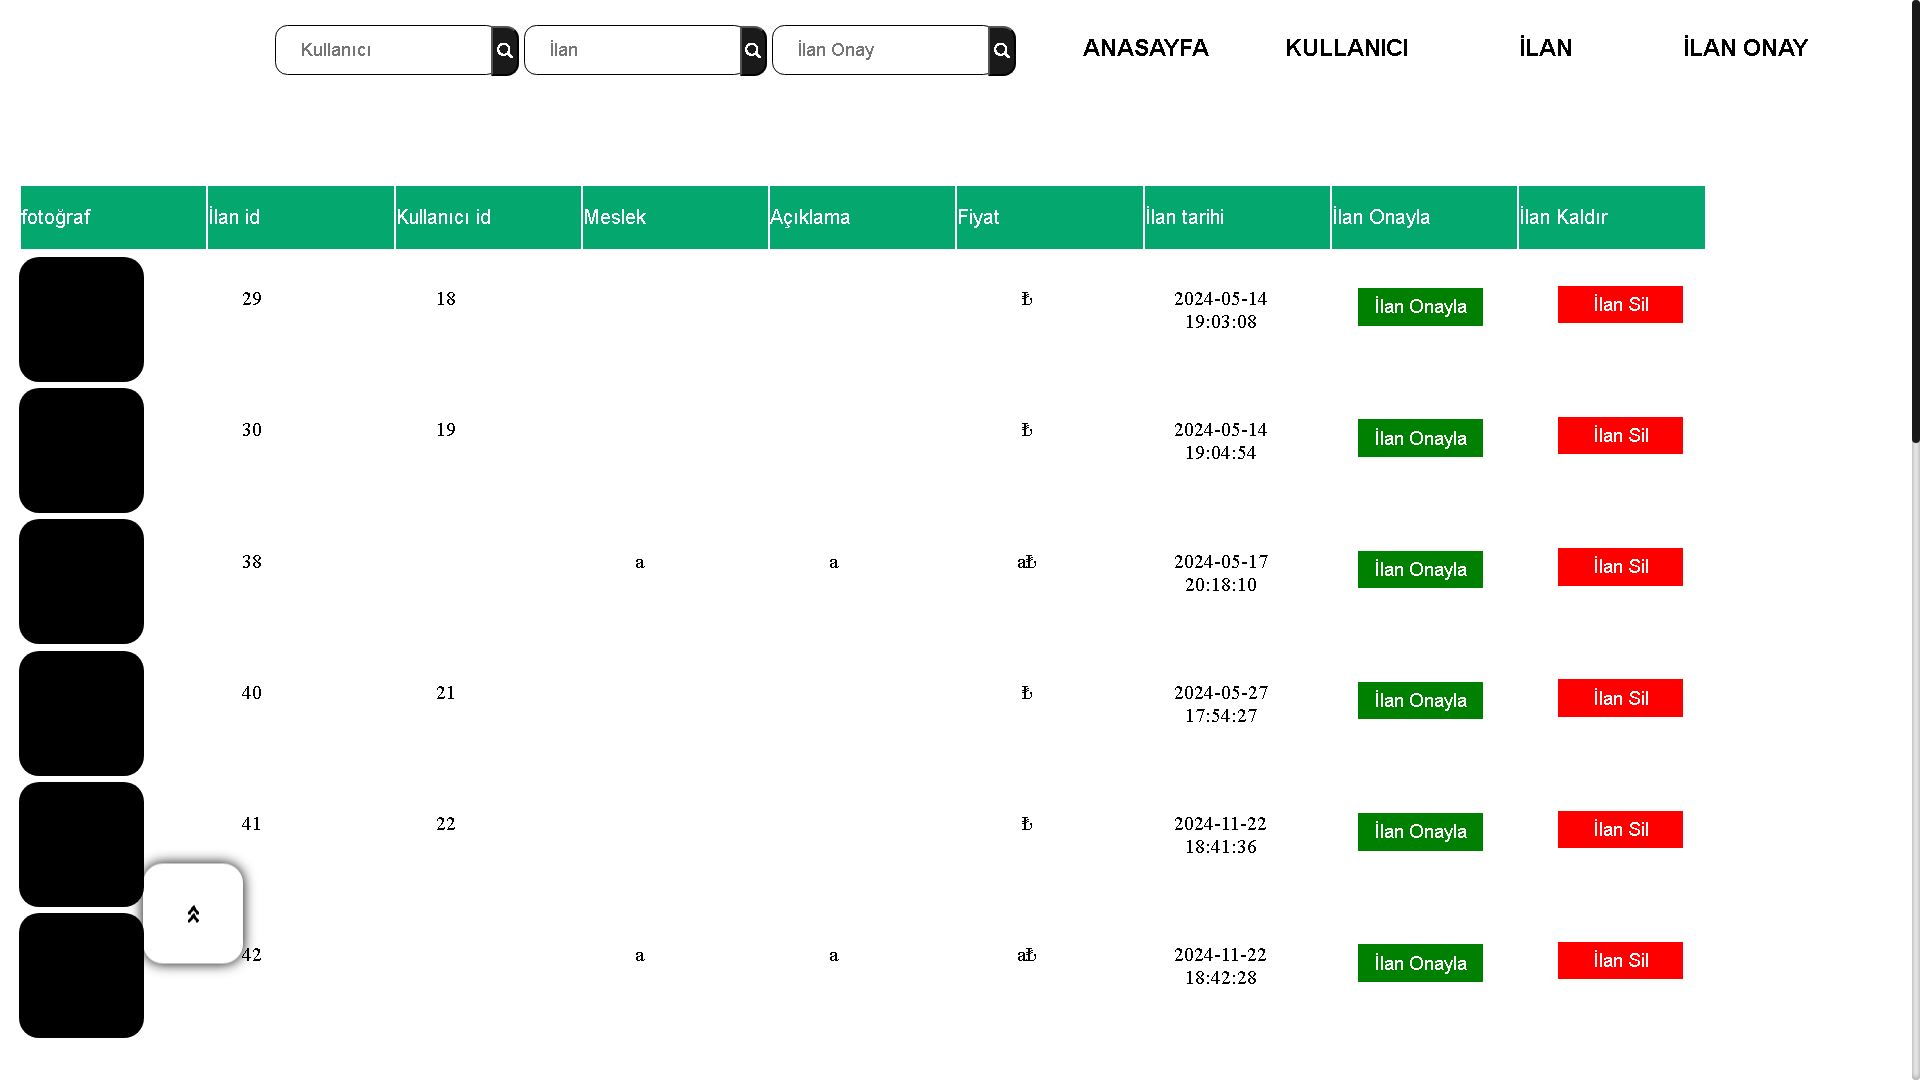 Kullanıcı İlan İlan Onay ANASAYFA KULLANICI İLAN İLAN ONAY
fotoğraf İlan id Kullanıcı id Meslek Açıklama Fiyat İlan tarihi İlan Onayla İlan Kaldır
29 18 ₺ 2024-05-14 İlan Onayla İlan Sil
19:03:08
30 19 ₺ 2024-05-14 İlan Onayla İlan Sil
19:04:54
38 a a a₺ 2024-05-17 İlan Onayla İlan Sil
20:18:10
40 21 ₺ 2024-05-27 İlan Onayla İlan Sil
17:54:27
41 22 ₺ 2024-11-22 İlan Onayla İlan Sil
18:41:36
42 a a a₺ 2024-11-22 İlan Onayla İlan Sil
18:42:28